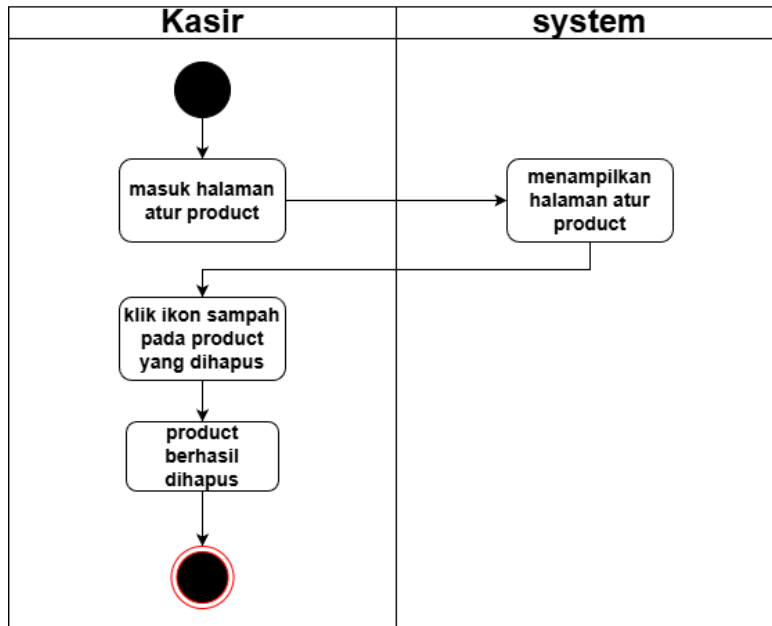 Kasir
system
masuk halaman
atur product
menampilkan
halaman atur
product
klik ikon sampah
pada product
yang dihapus
product
berhasil
dihapus